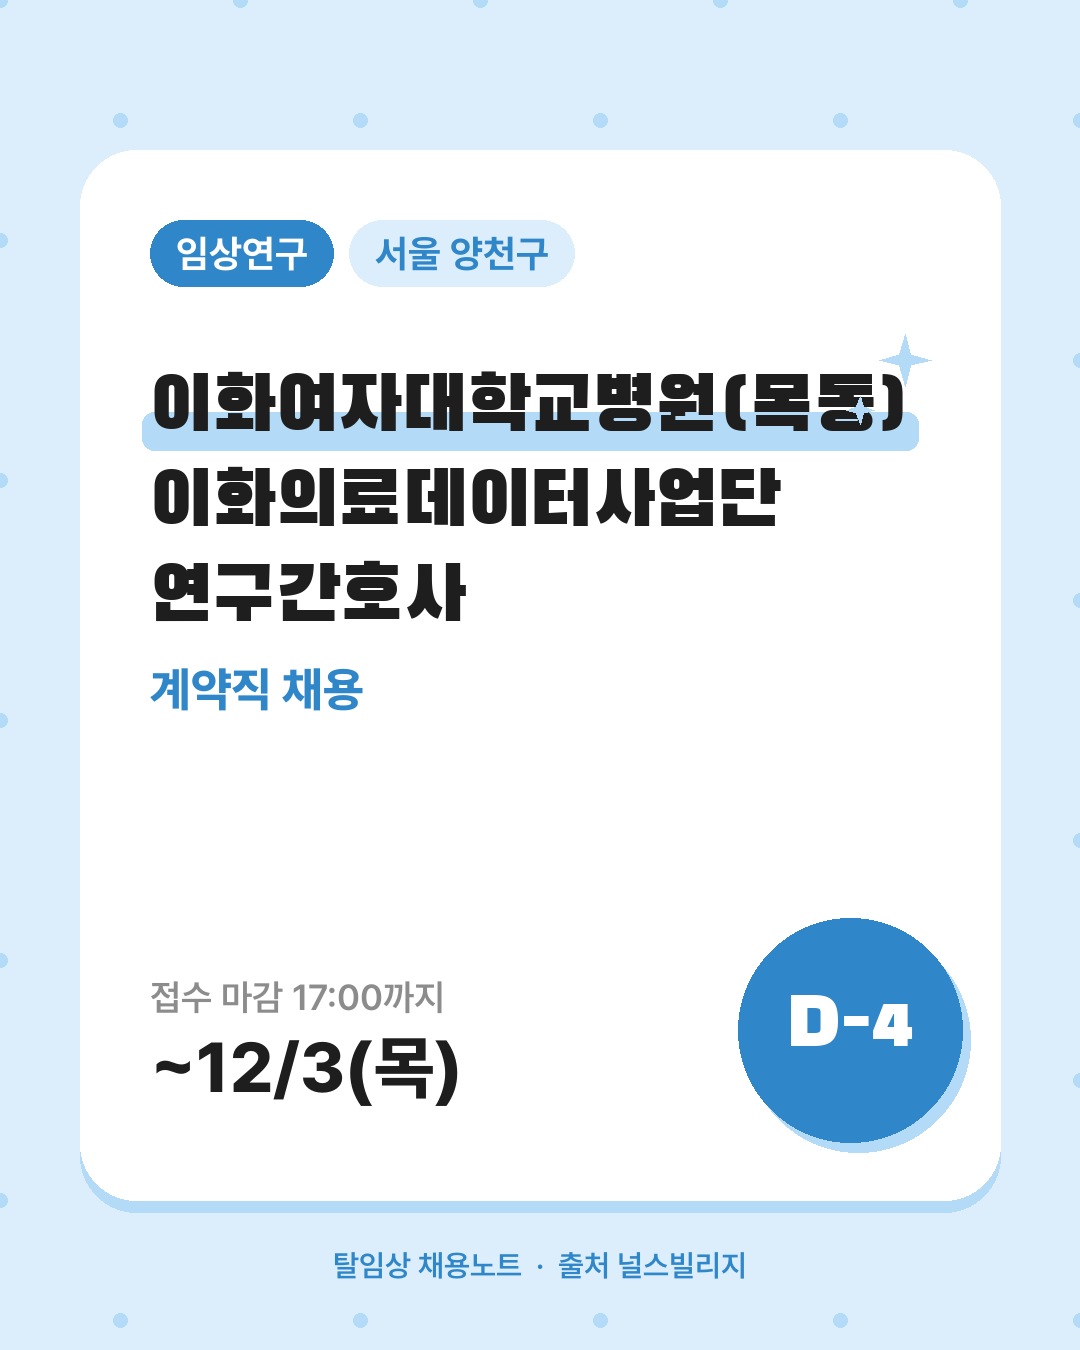 임상연구 서울 양천구
이화여자대학교병원(목동)
이화의료데이터사업단
연구간호사
계약직 채용
접수 마감 17:00까지
~12/3(목)
D-4
탈임상 채용노트 · 출처 널스빌리지